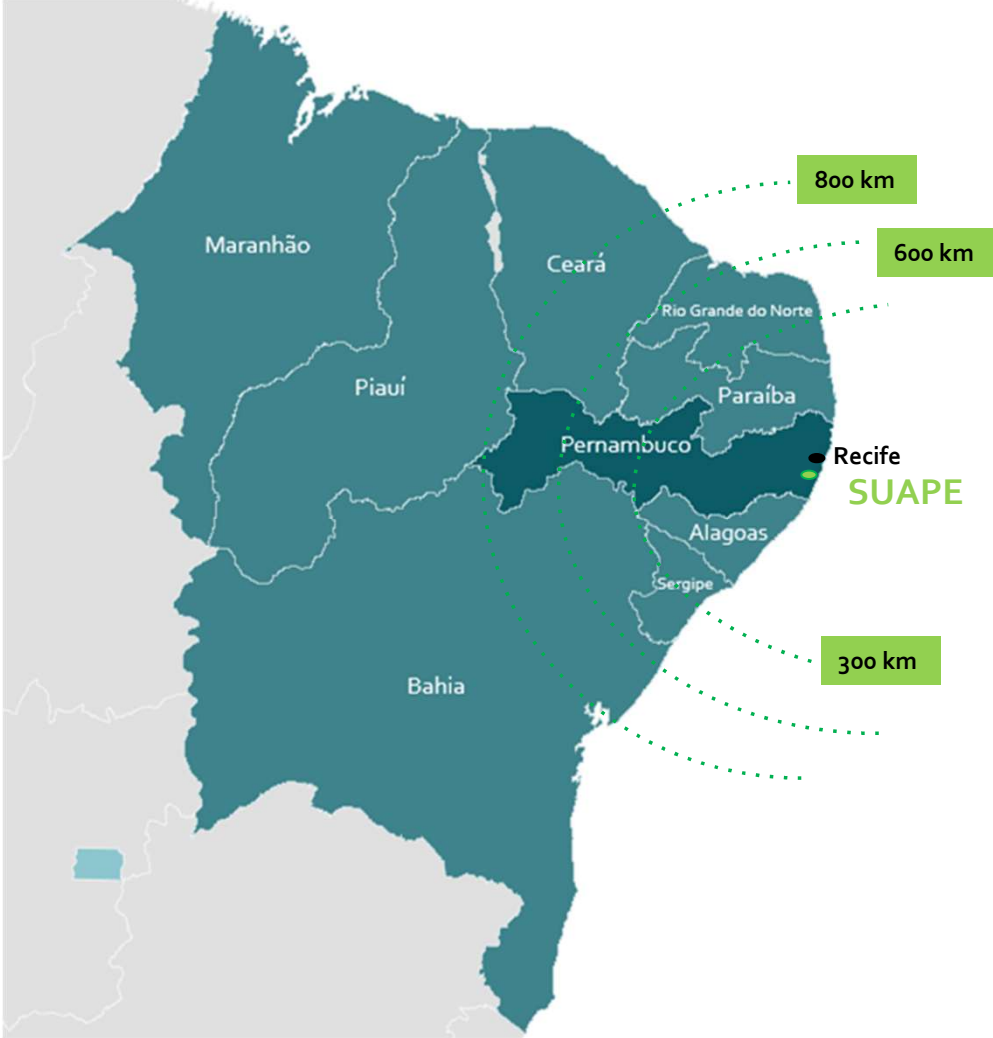 800 km
600 km
Maranhão
Ceará
Rio Grande do Norte
Piauí
Paraíba
Pernambuco
Recife
SUAPE
Alagoas
Sergipe
300 km
Bahia